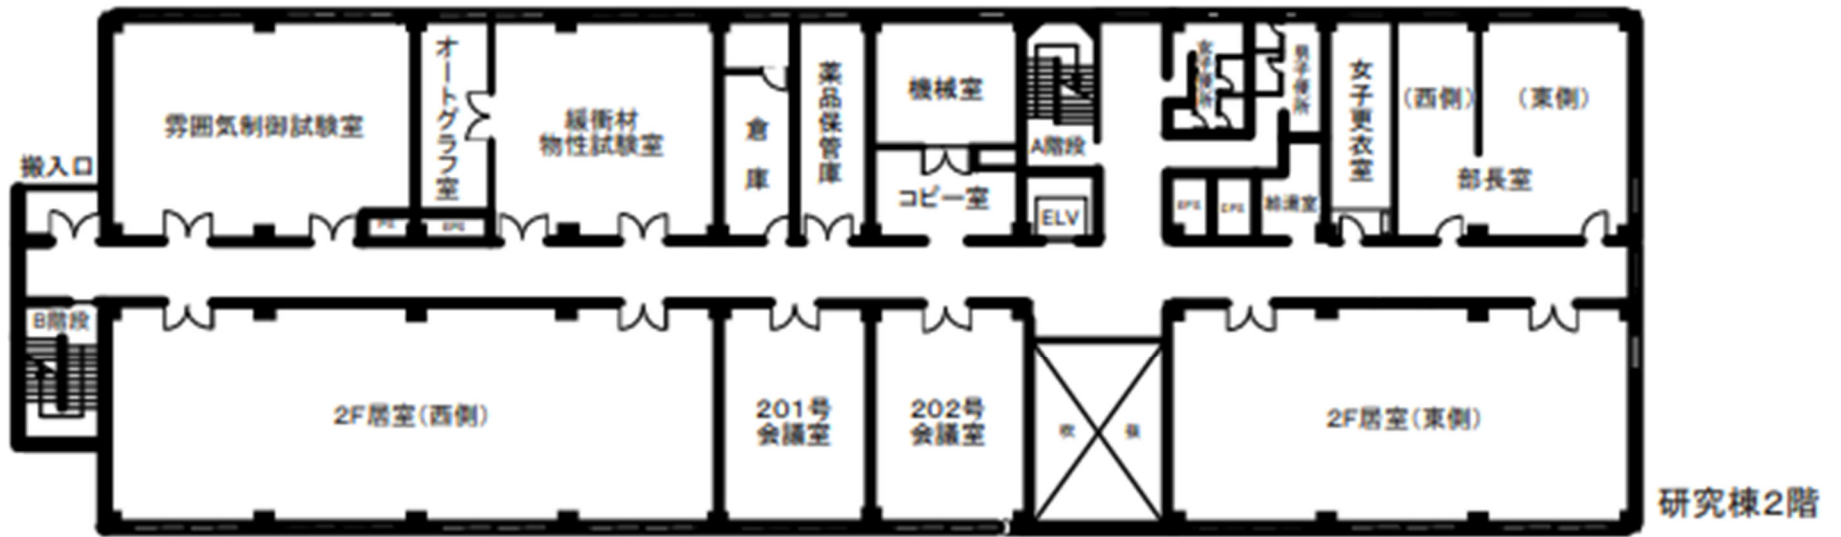 雰囲気制御試験室
オートグラフ室
緩衝材
物性試験室
倉庫
薬品保管庫
機械室
コピー室
A階段
ELV
女子便所
男子便所
EPS
給湯室
女子更衣室
(西側)
(東側)
部長室
搬入口
B階段
2F居室(西側)
201号
会議室
202号
会議室
吹
抜
2F居室(東側)
研究棟2階